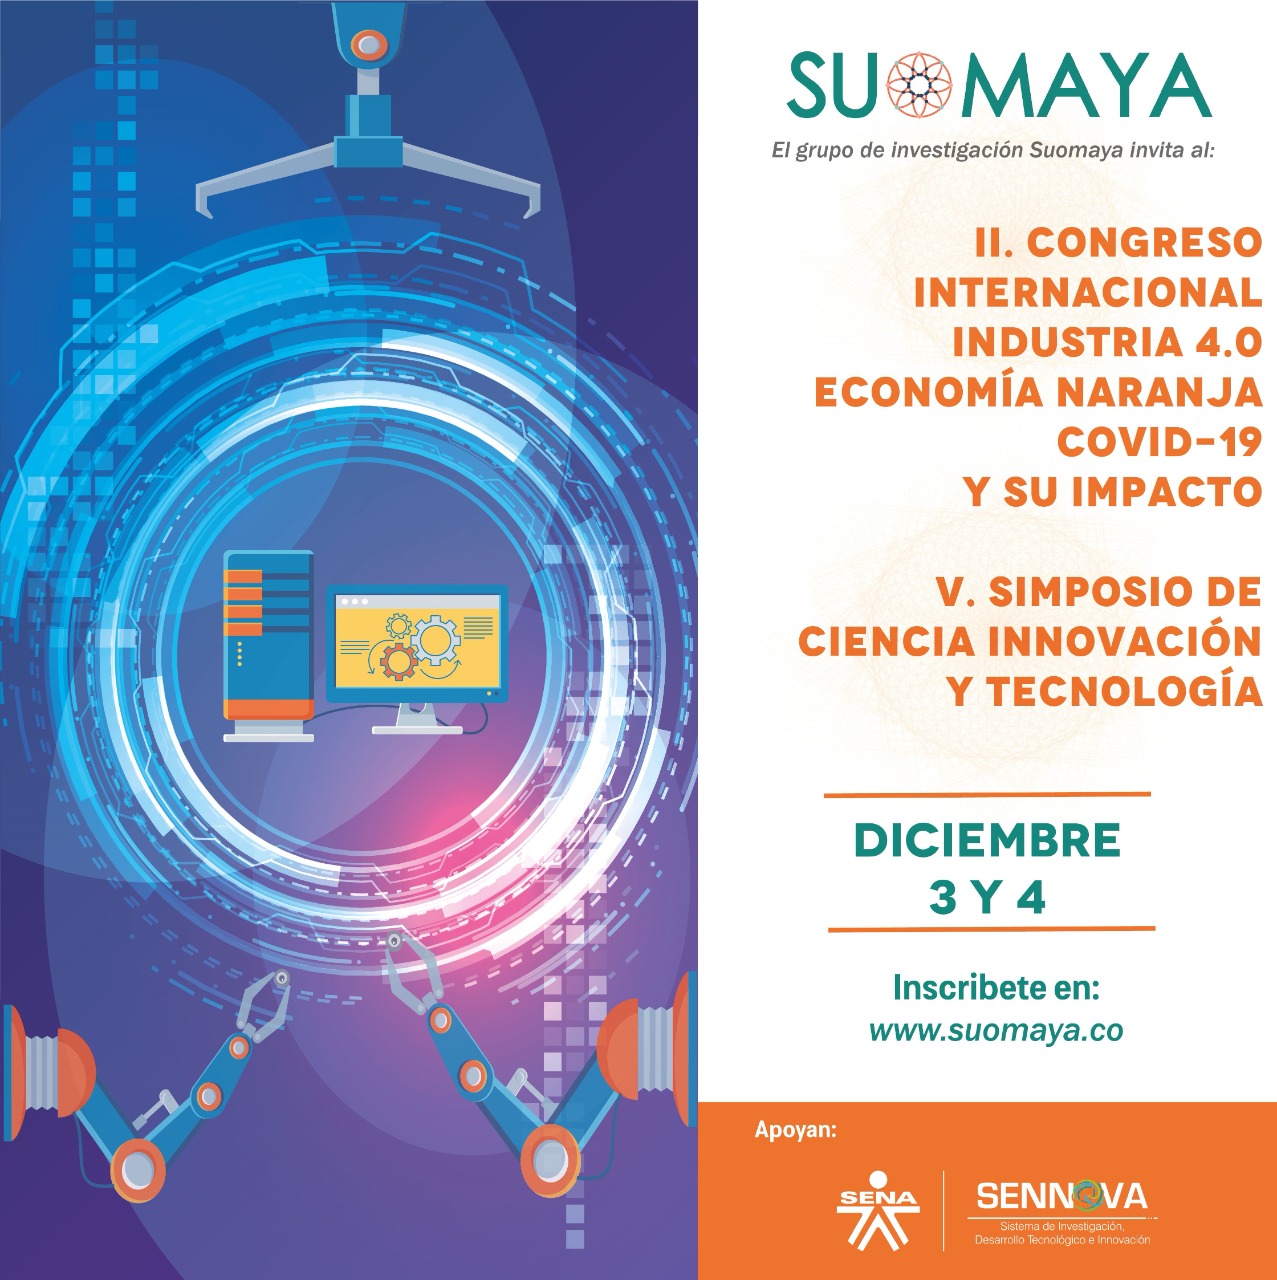 SUOMAYA
El grupo de investigación Suomaya invita al:
II. CONGRESO
INTERNACIONAL
INDUSTRIA 4.0
ECONOMÍA NARANJA
COVID-19
Y SU IMPACTO
V. SIMPOSIO DE
CIENCIA INNOVACIÓN
Y TECNOLOGÍA
DICIEMBRE
3 Y 4
Inscribete en:
www.suomaya.co
Apoyan:
SENA
SENNOVA
Sistema de Investigación,
Desarrollo Tecnológico e Innovación